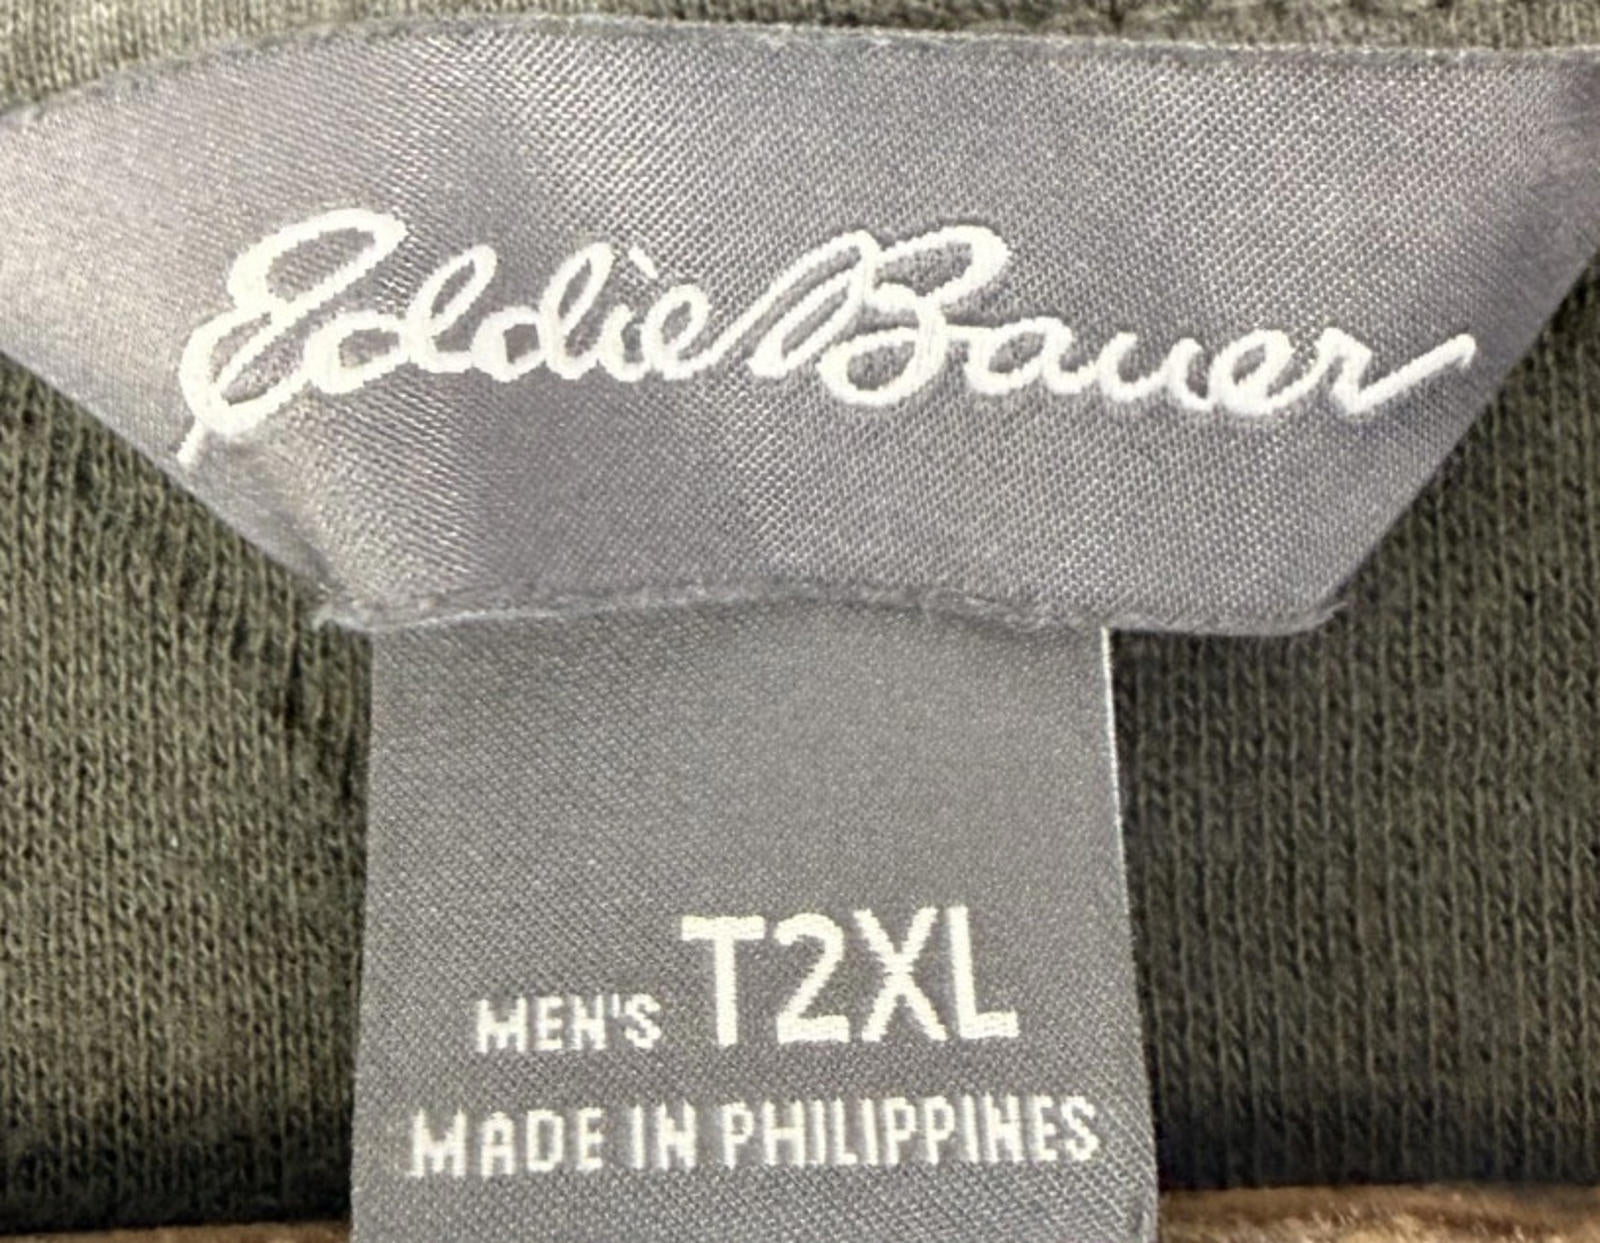 Eddie Bauer
MEN'S T2XL
MADE IN PHILIPPINES